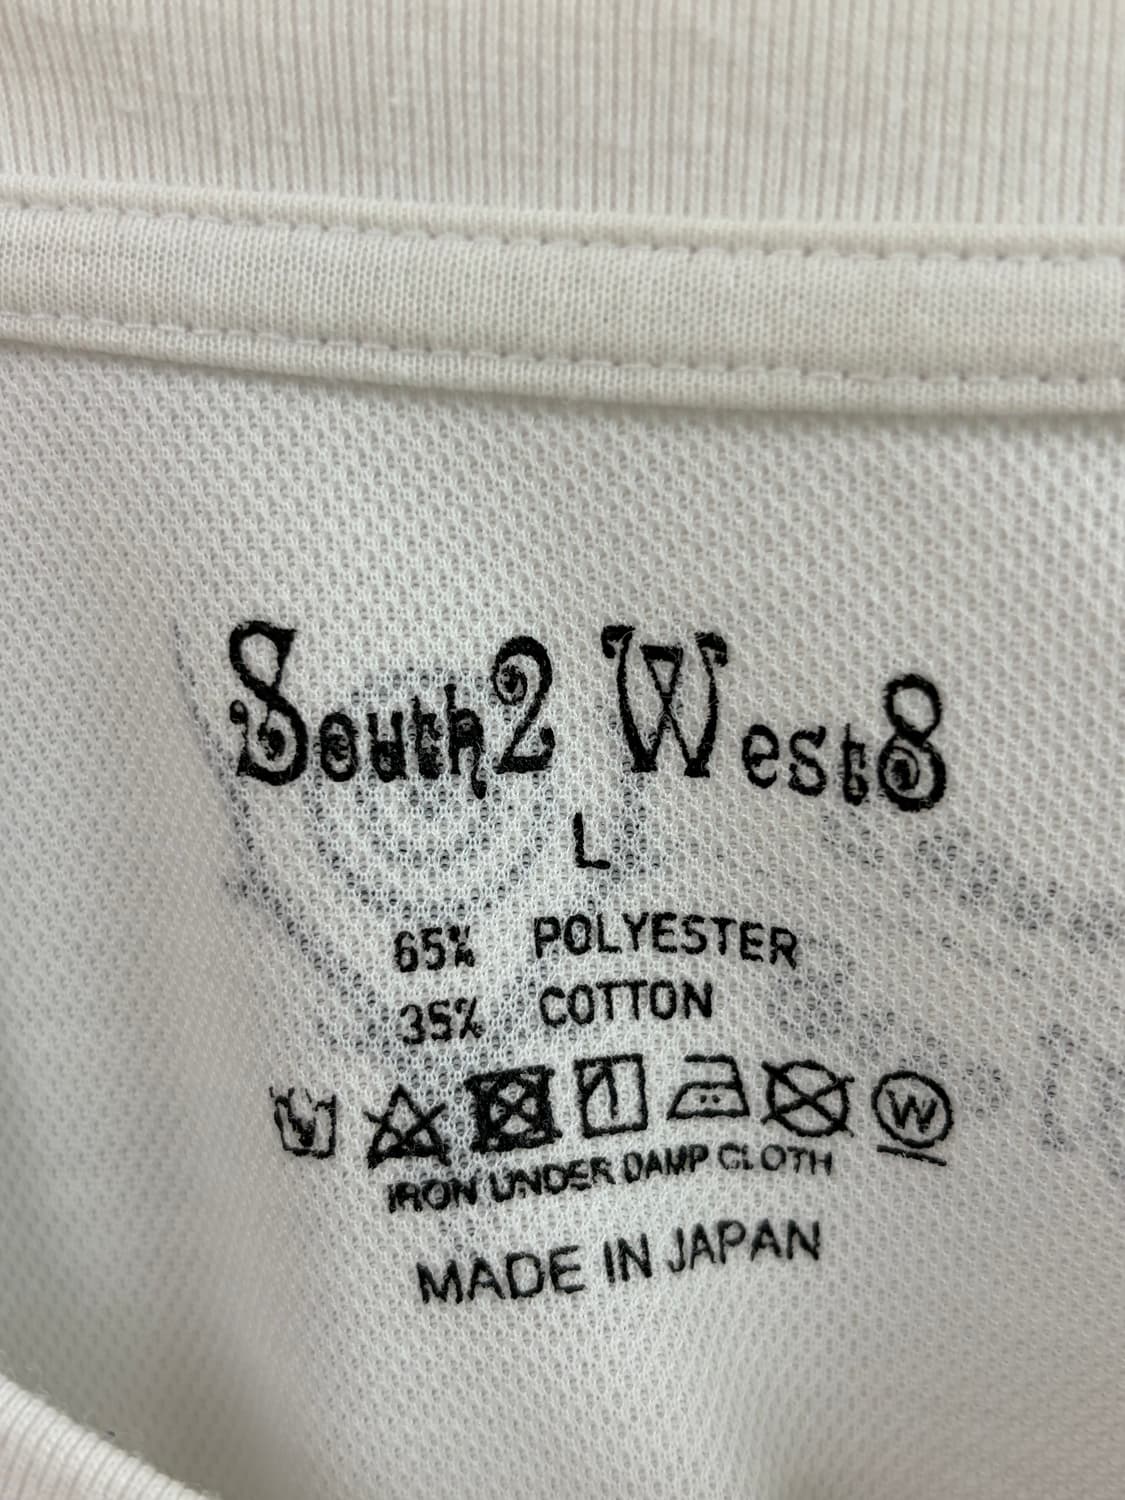 South2 West8
L
65% POLYESTER
35% COTTON
W
IRON UNDER DAMP CLOTH
MADE IN JAPAN